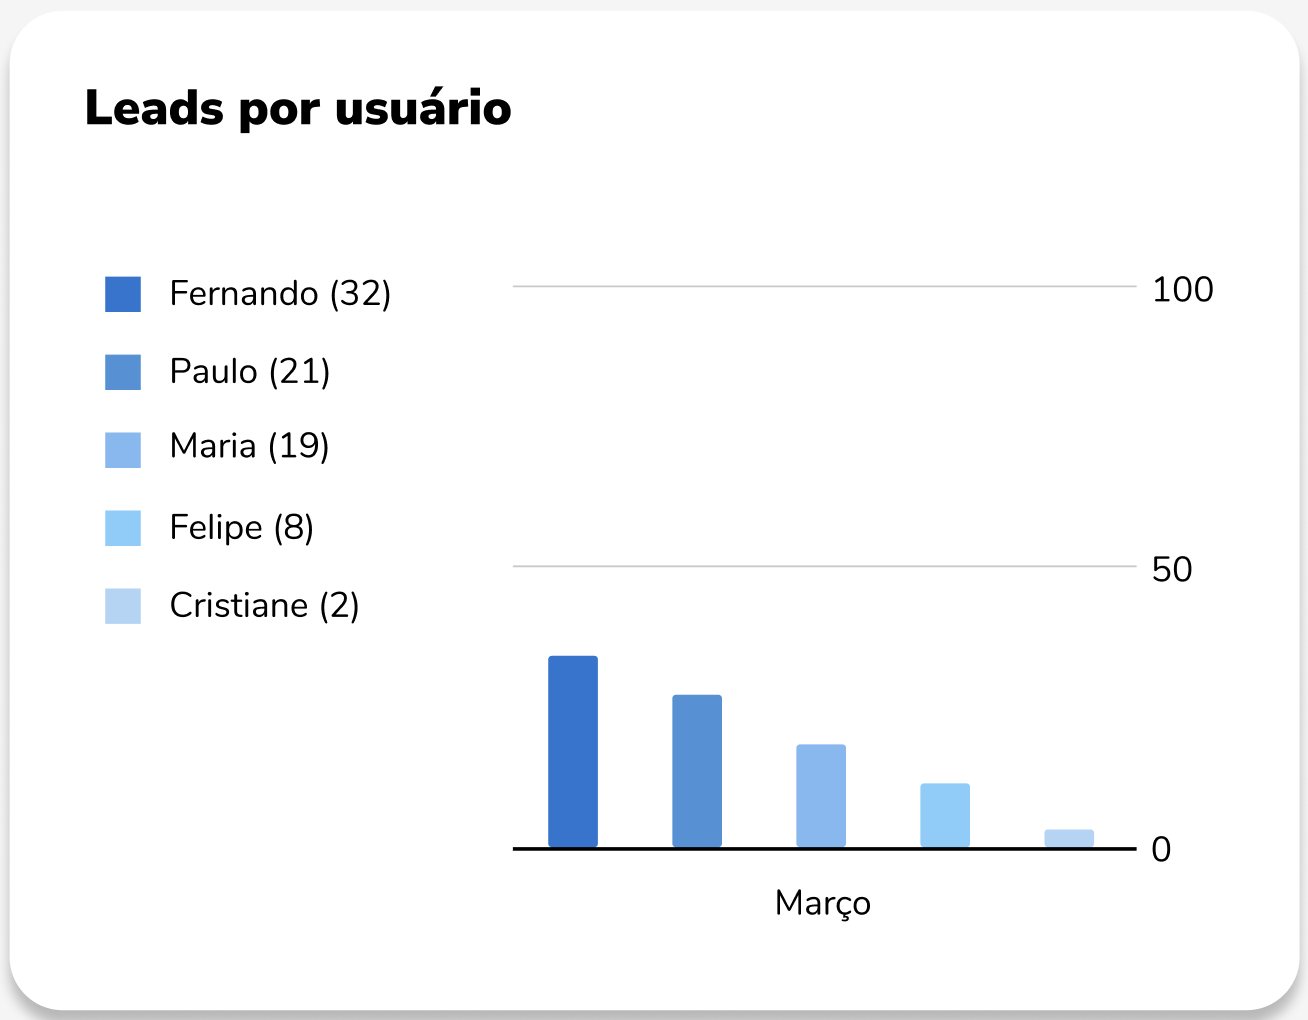 Leads por usuário
Fernando (32)
Paulo (21)
Maria (19)
Felipe (8)
Cristiane (2)
100
50
0
Março